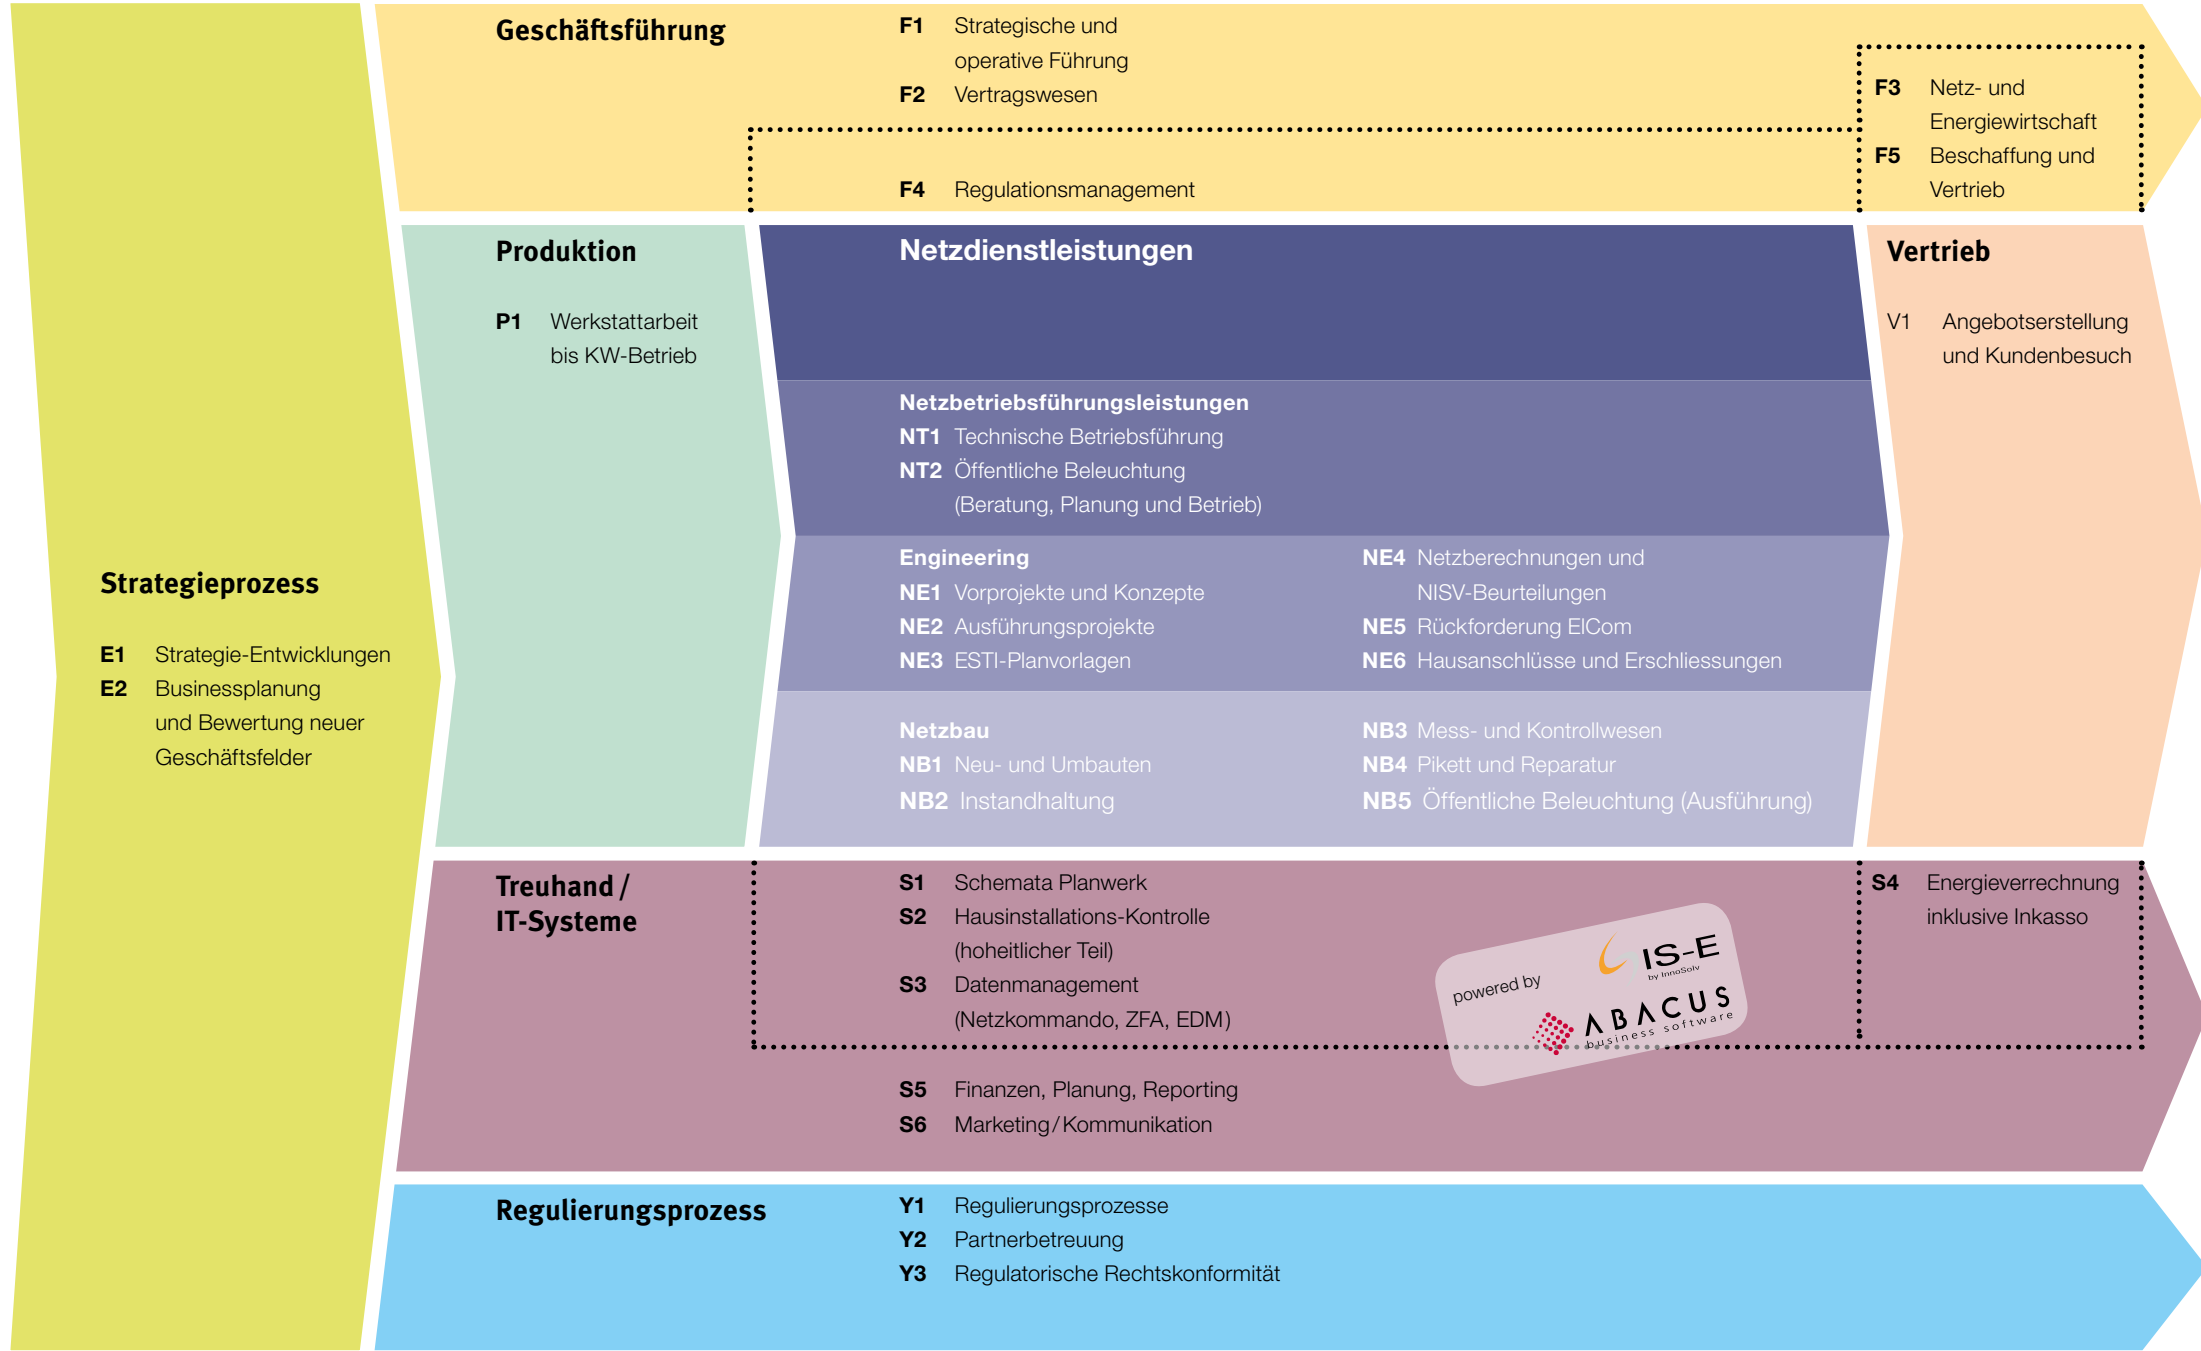 Geschäftsführung
F1 Strategische und
operative Führung
F2 Vertragswesen
F4 Regulationsmanagement
F3 Netz- und
Energiewirtschaft
F5 Beschaffung und
Vertrieb
Strategieprozess
E1 Strategie-Entwicklungen
E2 Businessplanung
und Bewertung neuer
Geschäftsfelder
Produktion
P1 Werkstattarbeit
bis KW-Betrieb
Netzdienstleistungen
Netzbetriebsführungsleistungen
NT1 Technische Betriebsführung
NT2 Öffentliche Beleuchtung
(Beratung, Planung und Betrieb)
Engineering
NE1 Vorprojekte und Konzepte
NE2 Ausführungsprojekte
NE3 ESTI-Planvorlagen
NE4 Netzberechnungen und
NISV-Beurteilungen
NE5 Rückforderung ElCom
NE6 Hausanschlüsse und Erschliessungen
Netzbau
NB1 Neu- und Umbauten
NB2 Instandhaltung
NB3 Mess- und Kontrollwesen
NB4 Pikett und Reparatur
NB5 Öffentliche Beleuchtung (Ausführung)
Vertrieb
V1 Angebotserstellung
und Kundenbesuch
Treuhand /
IT-Systeme
S1 Schemata Planwerk
S2 Hausinstallations-Kontrolle
(hoheitlicher Teil)
S3 Datenmanagement
(Netzkommando, ZFA, EDM)
S5 Finanzen, Planung, Reporting
S6 Marketing/Kommunikation
powered by
IS-E
by InnoSolv
ABACUS
business software
S4 Energieverrechnung
inklusive Inkasso
Regulierungsprozess
Y1 Regulierungsprozesse
Y2 Partnerbetreuung
Y3 Regulatorische Rechtskonformität